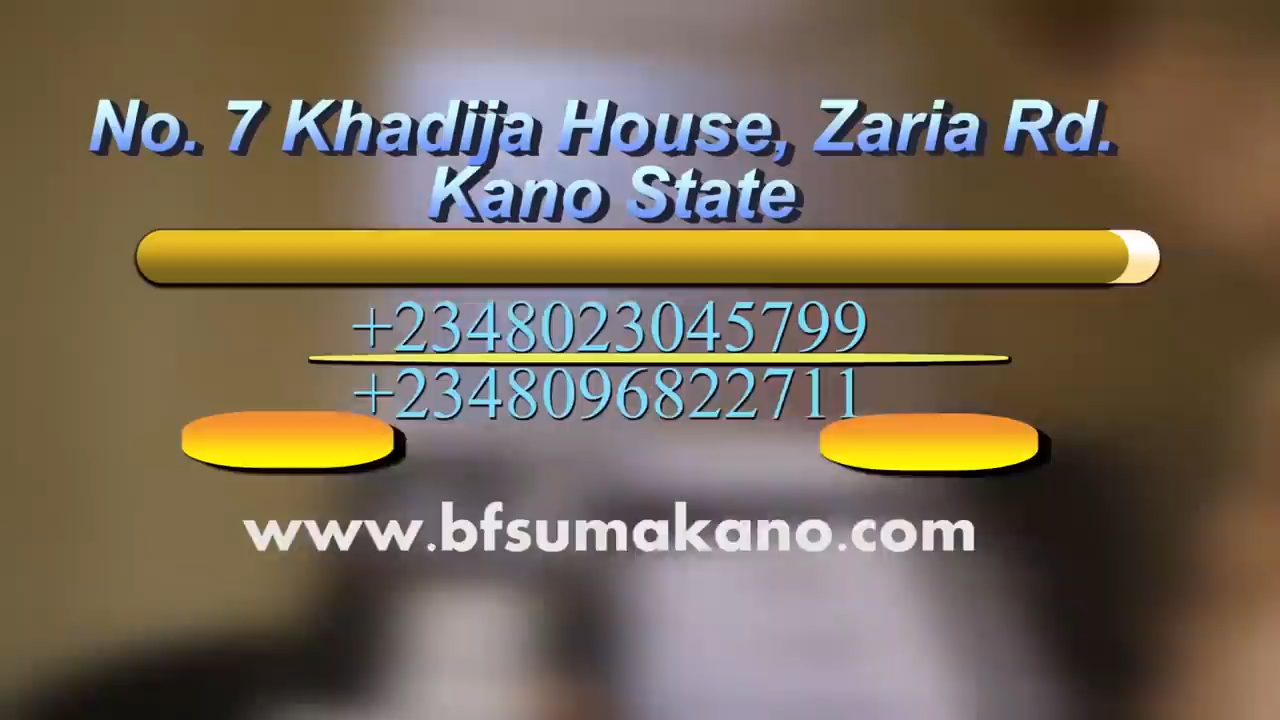 No. 7 Khadija House, Zaria Rd.
Kano State
+2348023045799
+2348096822711
www.bfsumakano.com